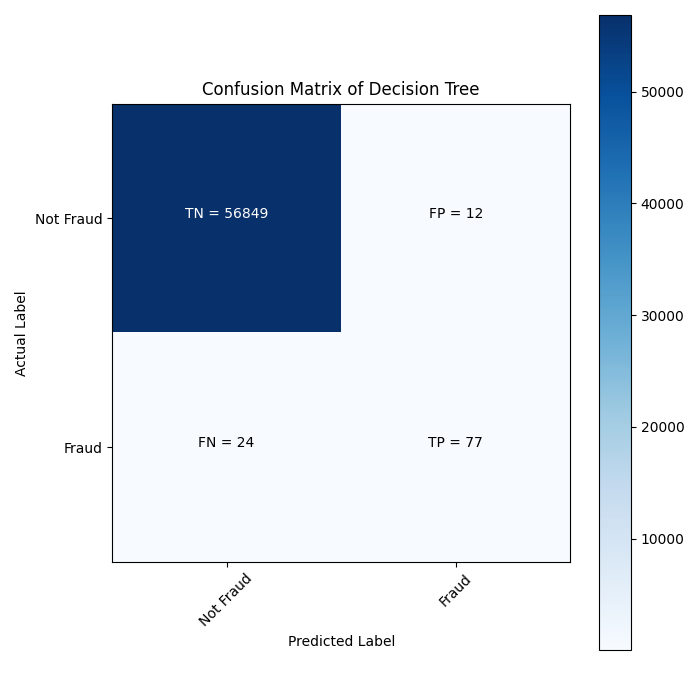 Confusion Matrix of Decision Tree
Actual Label
Not Fraud
Fraud
TN = 56849
FP = 12
FN = 24
TP = 77
Not Fraud
Fraud
Predicted Label
50000
40000
30000
20000
10000